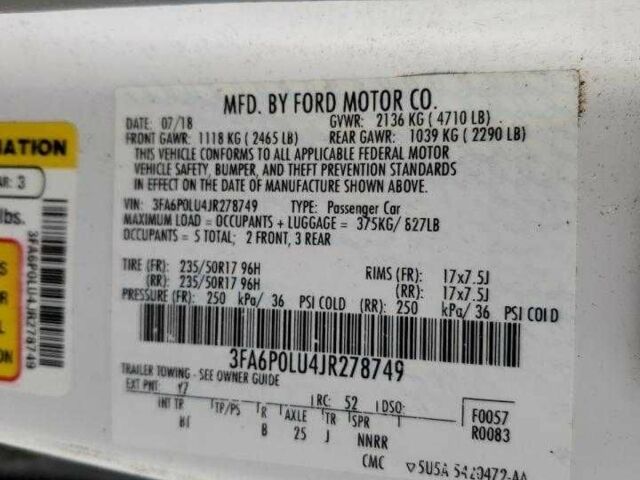 MFD. BY FORD MOTOR CO.
DATE: 07/18 GVWR: 2136 KG ( 4710 LB)
FRONT GAWR: 1118 KG ( 2465 LB) REAR GAWR: 1039 KG ( 2290 LB)
THIS VEHICLE CONFORMS TO ALL APPLICABLE FEDERAL MOTOR
VEHICLE SAFETY, BUMPER, AND THEFT PREVENTION STANDARDS
IN EFFECT ON THE DATE OF MANUFACTURE SHOWN ABOVE.
VIN: 3FA6P0LU4JR278749 TYPE: Passenger Car
MAXIMUM LOAD = OCCUPANTS + LUGGAGE = 375KG/ 827LB
OCCUPANTS = 5 TOTAL; 2 FRONT, 3 REAR
TIRE (FR): 235/50R17 96H RIMS (FR): 17x7.5J
(RR): 235/50R17 96H (RR): 17x7.5J
PRESSURE (FR): 250 kPa/ 36 PSI COLD (RR): 250 kPa/ 36 PSI COLD
3FA6P0LU4JR278749
TRAILER TOWING - SEE OWNER GUIDE
EXT PNT: YZ RC: 52 DSO: F0057
INT TR TP/PS R AXLE TR SPR R0083
B 25 J NNRR
CMC
AR: 3
lbs.
3FA6P0LU4JR278749